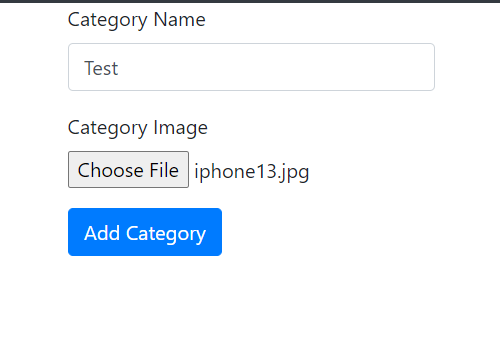 Category Name
Test
Category Image
Choose File iphone13.jpg
Add Category